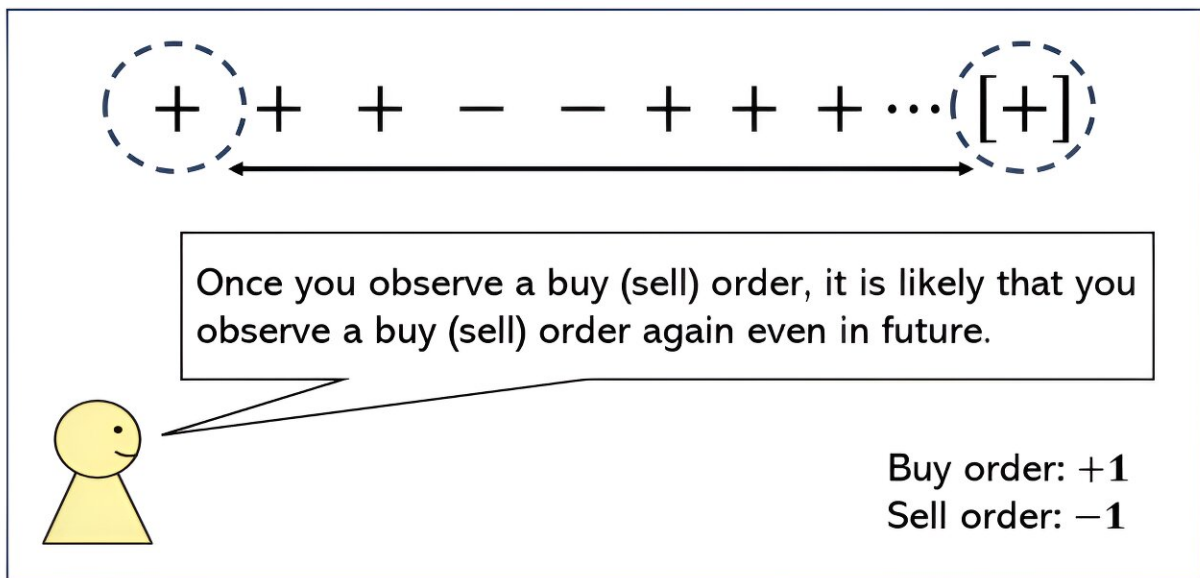 + + + − − + + + ⋯ [+]
Once you observe a buy (sell) order, it is likely that you
observe a buy (sell) order again even in future.
Buy order: +1
Sell order: −1